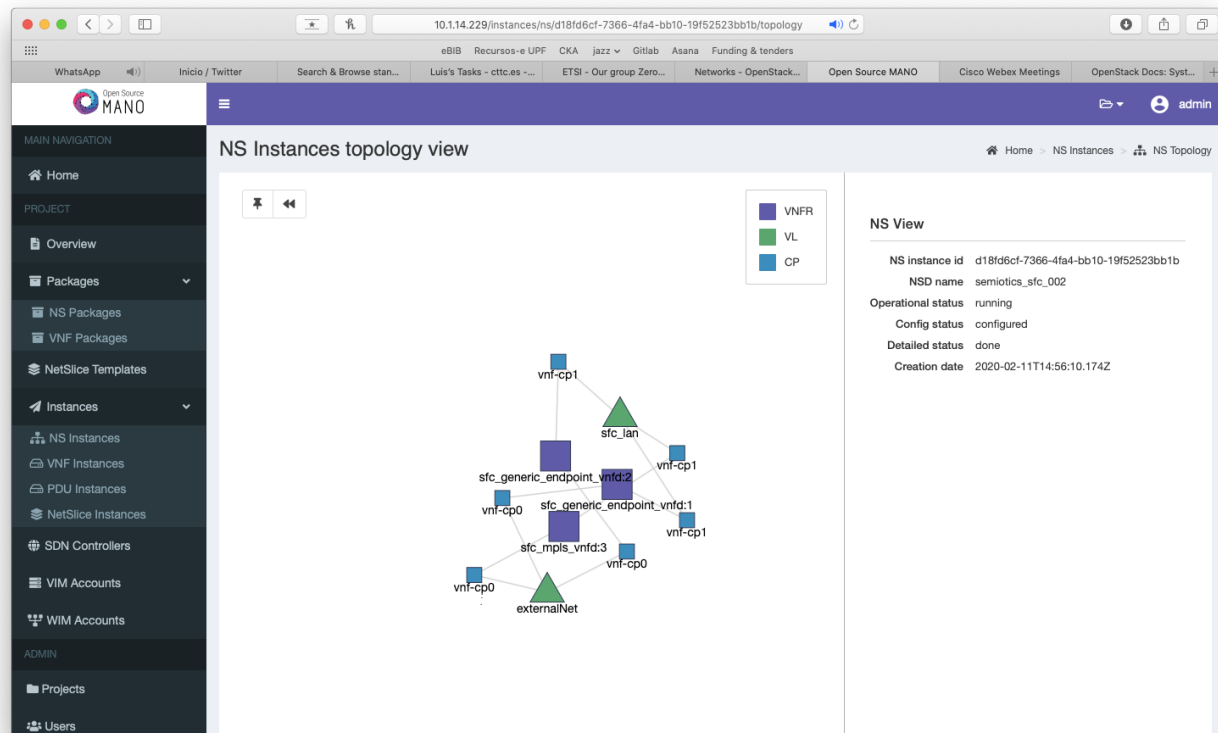 10.1.14.229/instances/ns/d18fd6cf-7366-4fa4-bb10-19f52523bb1b/topology
eBIB Recursos-e UPF CKA jazz Gitlab Asana Funding & tenders
WhatsApp Inicio / Twitter Search & Browse stan... Luis's Tasks - cttc.es -... ETSI - Our group Zero... Networks - OpenStack... Open Source MANO Cisco Webex Meetings OpenStack Docs: Syst...
Open Source
MANO
admin
MAIN NAVIGATION
Home
PROJECT
Overview
Packages
NS Packages
VNF Packages
NetSlice Templates
Instances
NS Instances
VNF Instances
PDU Instances
NetSlice Instances
SDN Controllers
VIM Accounts
WIM Accounts
ADMIN
Projects
Users
NS Instances topology view
Home > NS Instances > NS Topology
VNFR
VL
CP
vnf-cp1
sfc_lan
vnf-cp1
sfc_generic_endpoint_vnfd:2
sfc_generic_endpoint_vnfd:1
vnf-cp0
vnf-cp1
sfc_mpls_vnfd:3
vnf-cp0
vnf-cp0
externalNet
NS View
NS instance id d18fd6cf-7366-4fa4-bb10-19f52523bb1b
NSD name semiotics_sfc_002
Operational status running
Config status configured
Detailed status done
Creation date 2020-02-11T14:56:10.174Z